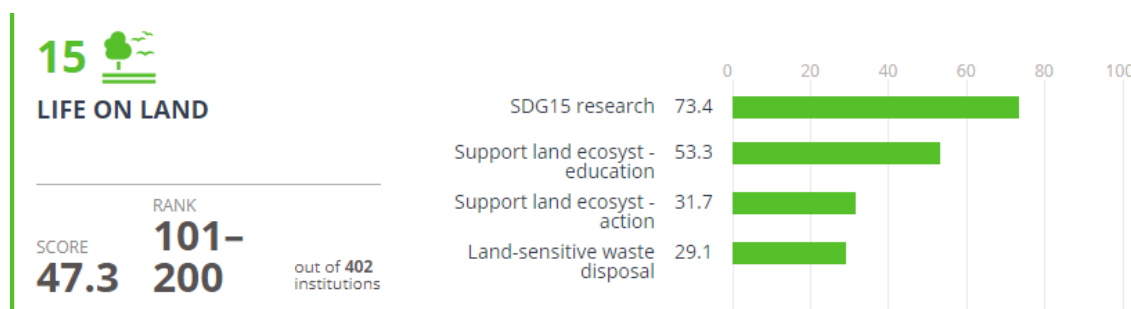 15
LIFE ON LAND
SCORE
47.3
RANK
101–
200
out of 402
institutions
0 20 40 60 80 100
SDG15 research 73.4
Support land ecosyst - 53.3
education
Support land ecosyst - 31.7
action
Land-sensitive waste 29.1
disposal